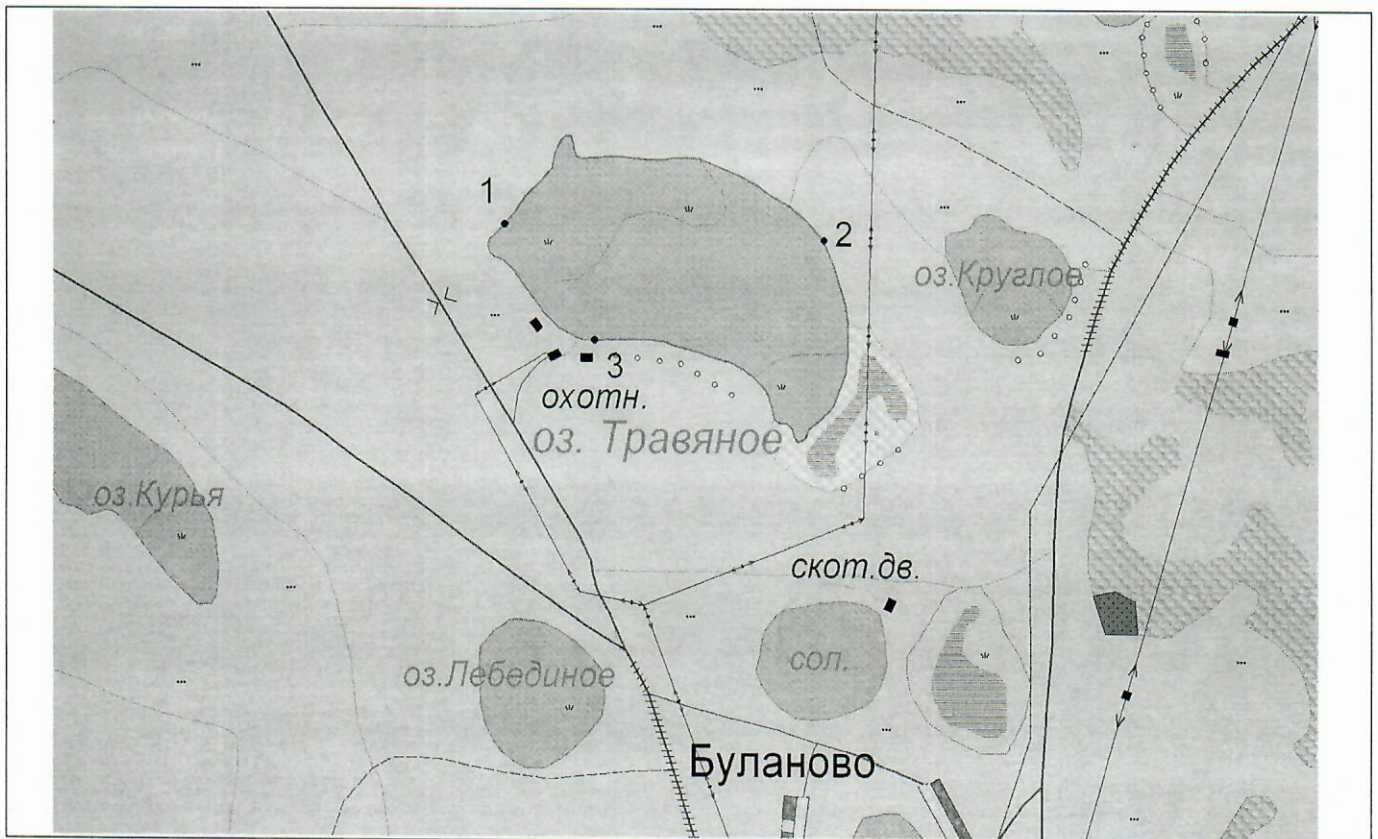 1
2
оз.Круглое
3
охотн.
оз. Травяное
оз.Курья
скот.дв.
сол.
оз.Лебединое
Буланово